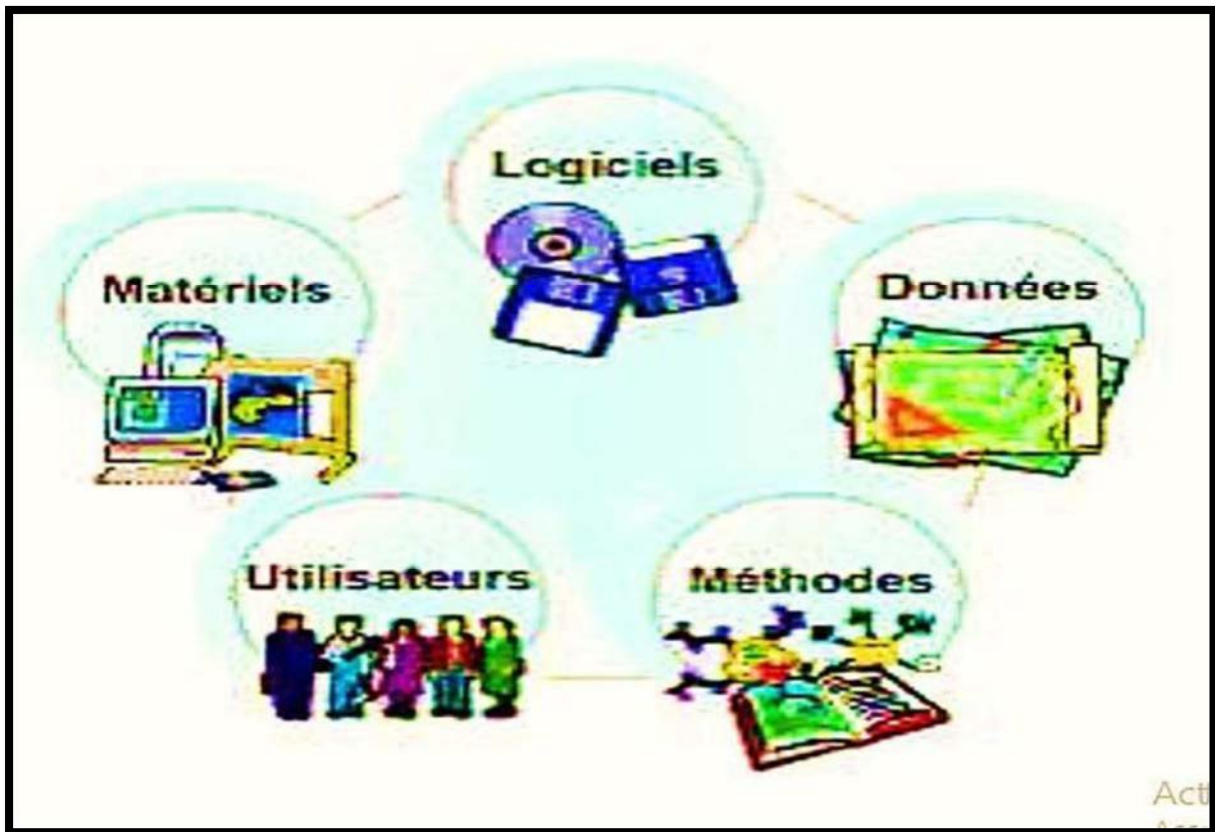 Logiciels
Matériels
Données
Utilisateurs
Méthodes